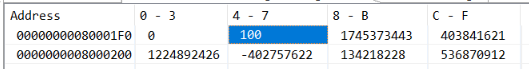 Address 0 - 3 4 - 7 8 - B C - F
00000000080001F0 0 100 1745373443 403841621
0000000008000200 1224892426 -402757622 134218228 536870912